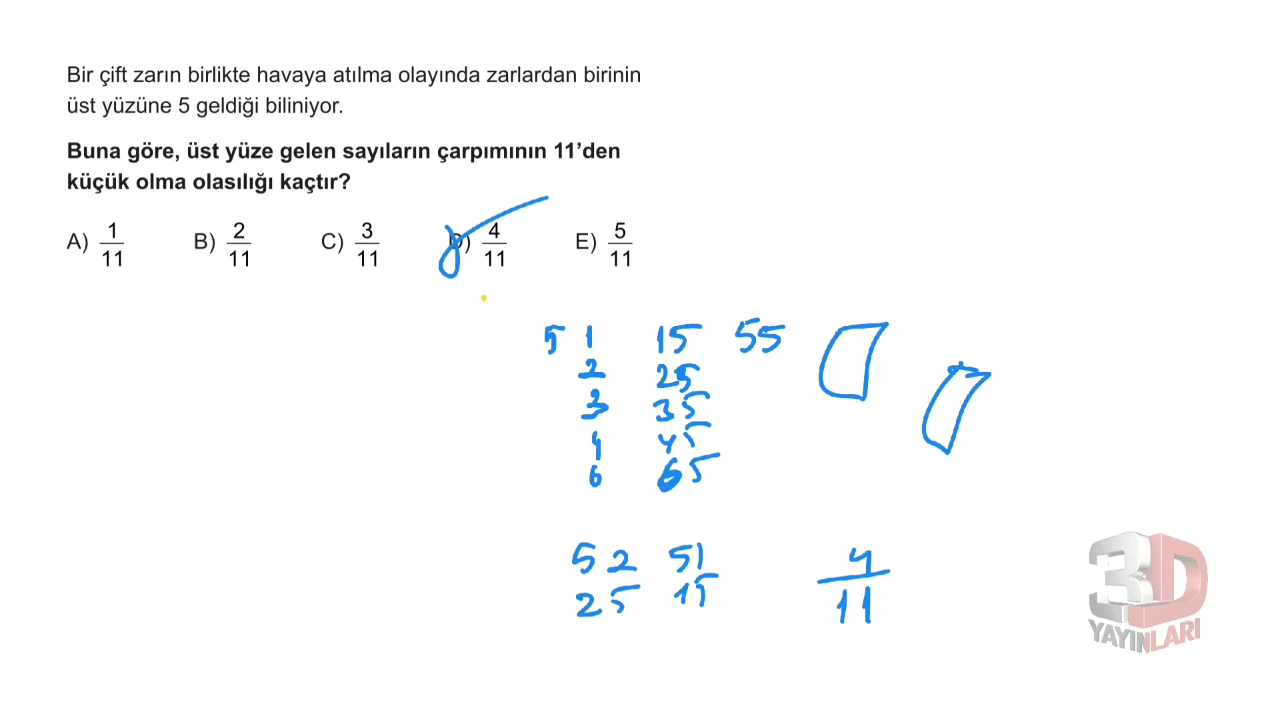 Bir çift zarın birlikte havaya atılma olayında zarlardan birinin
üst yüzüne 5 geldiği biliniyor.
Buna göre, üst yüze gelen sayıların çarpımının 11'den
küçük olma olasılığı kaçtır?
A) 1/11 B) 2/11 C) 3/11 D) 4/11 E) 5/11
5 1 15 55
2 25
3 35
4 45
6 65
52 51
25 15
4/11
3D
YAYINLARI